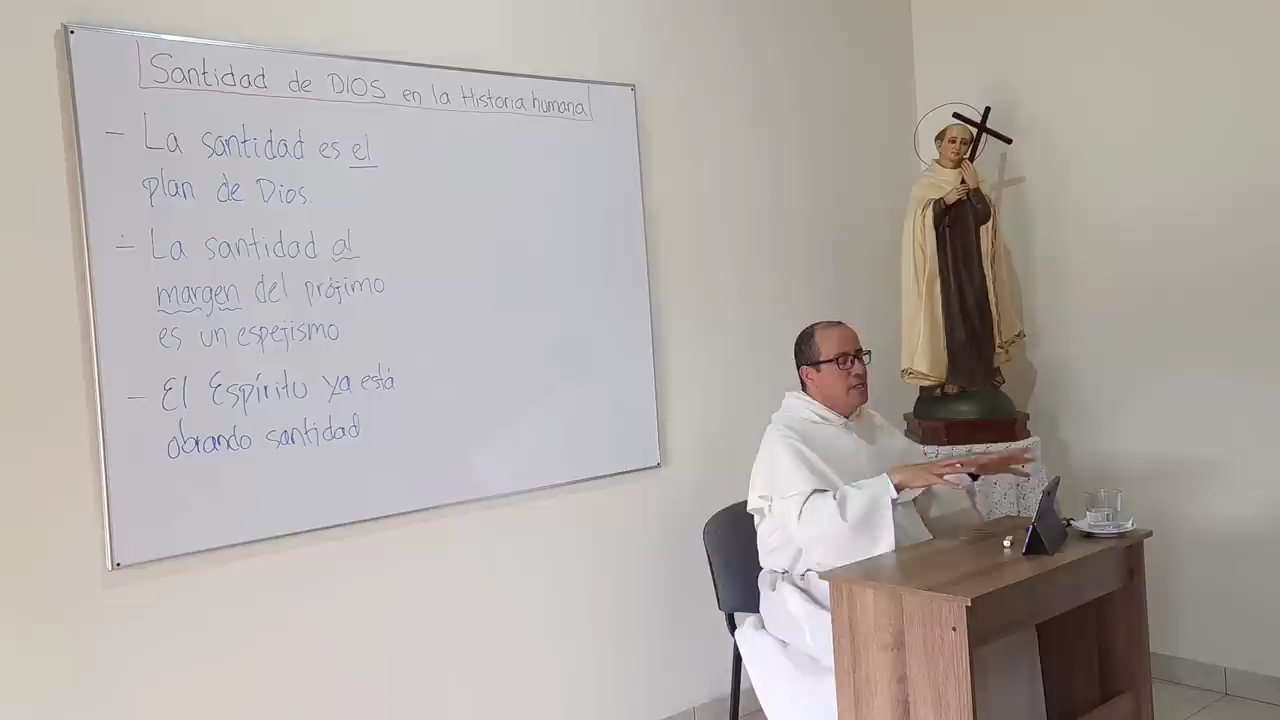 Santidad de DIOS en la Historia humana
- La santidad es el
plan de Dios.
- La santidad al
margen del prójimo
es un espejismo
- El Espíritu ya está
obrando santidad